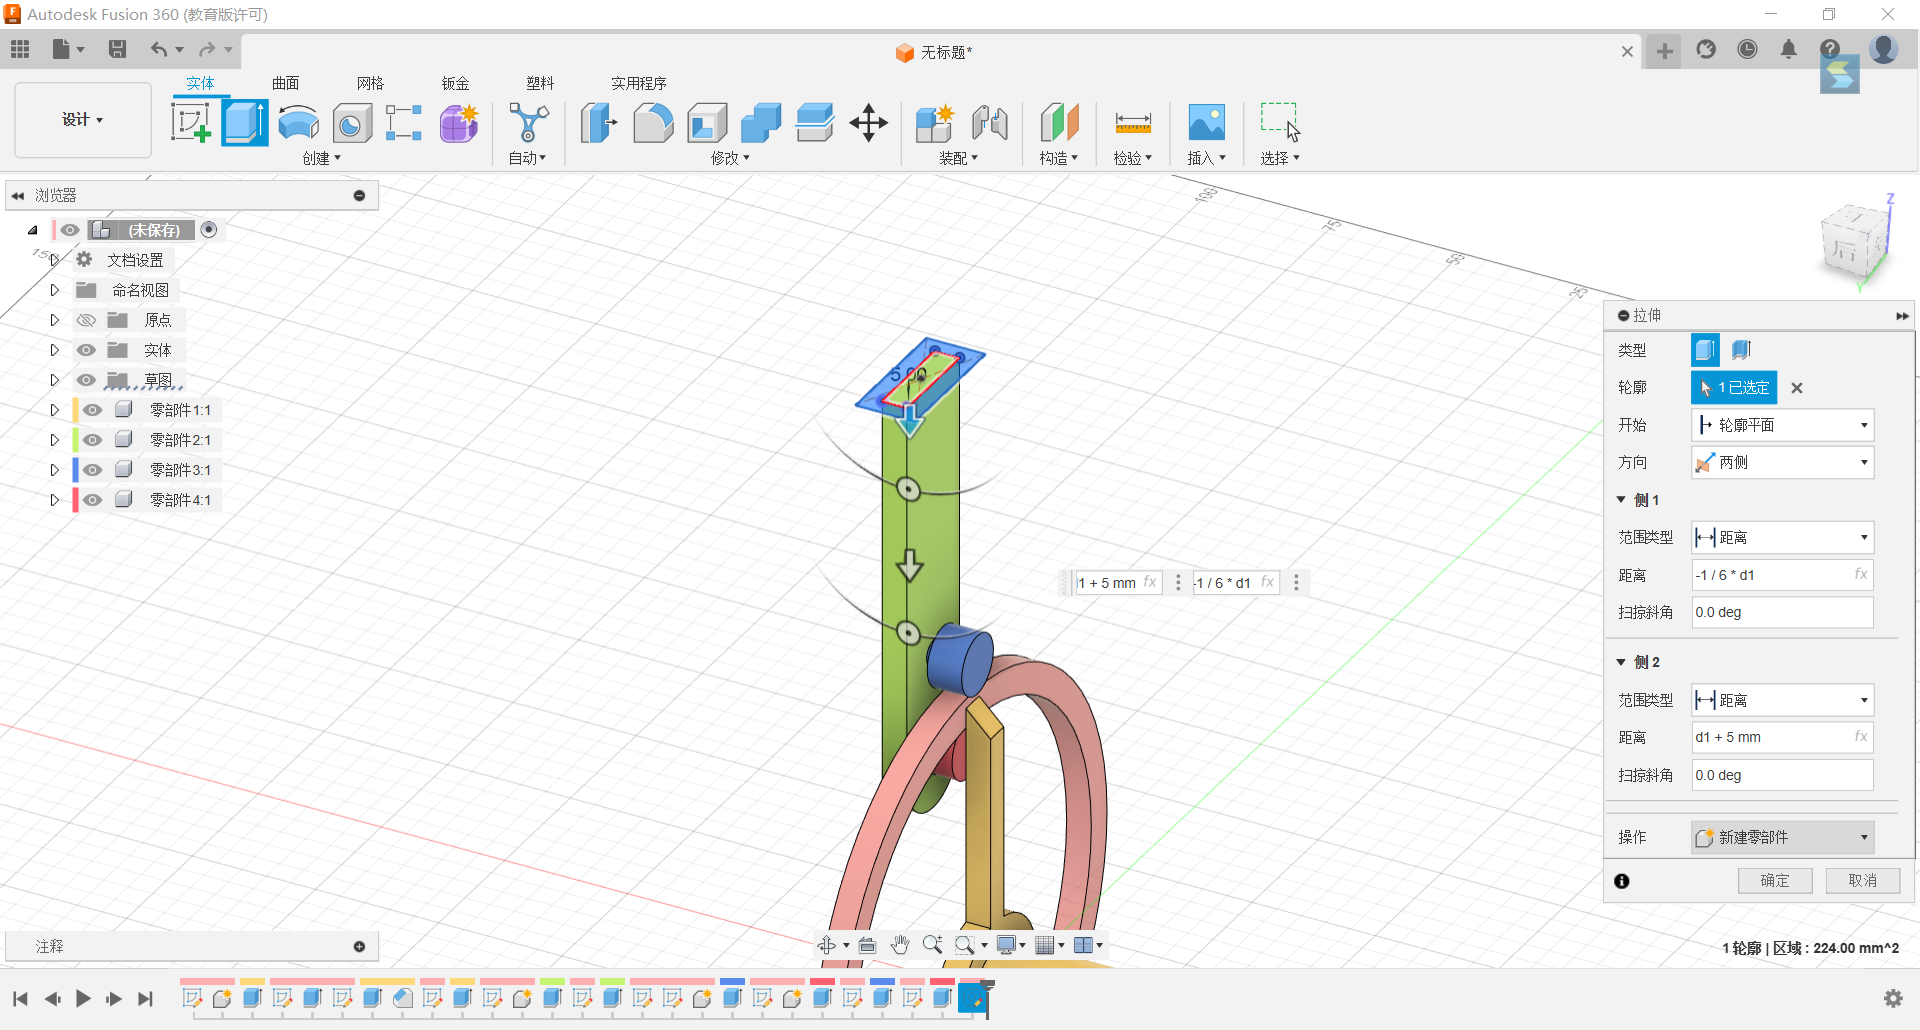 Autodesk Fusion 360 (教育版许可)
无标题*
实体 曲面 网格 钣金 塑料 实用程序
设计
创建 自动 修改 装配 构造 检验 插入 选择
浏览器
(未保存)
文档设置
命名视图
原点
实体
草图
零部件1:1
零部件2:1
零部件3:1
零部件4:1
100
75
50
25
Z
后
Y
5.00
1 + 5 mm fx
-1 / 6 * d1 fx
拉伸
类型
轮廓 1 已选定
开始 轮廓平面
方向 两侧
侧 1
范围类型 距离
距离 -1 / 6 * d1 fx
扫掠斜角 0.0 deg
侧 2
范围类型 距离
距离 d1 + 5 mm fx
扫掠斜角 0.0 deg
操作 新建零部件
确定 取消
注释
1 轮廓 | 区域 : 224.00 mm^2